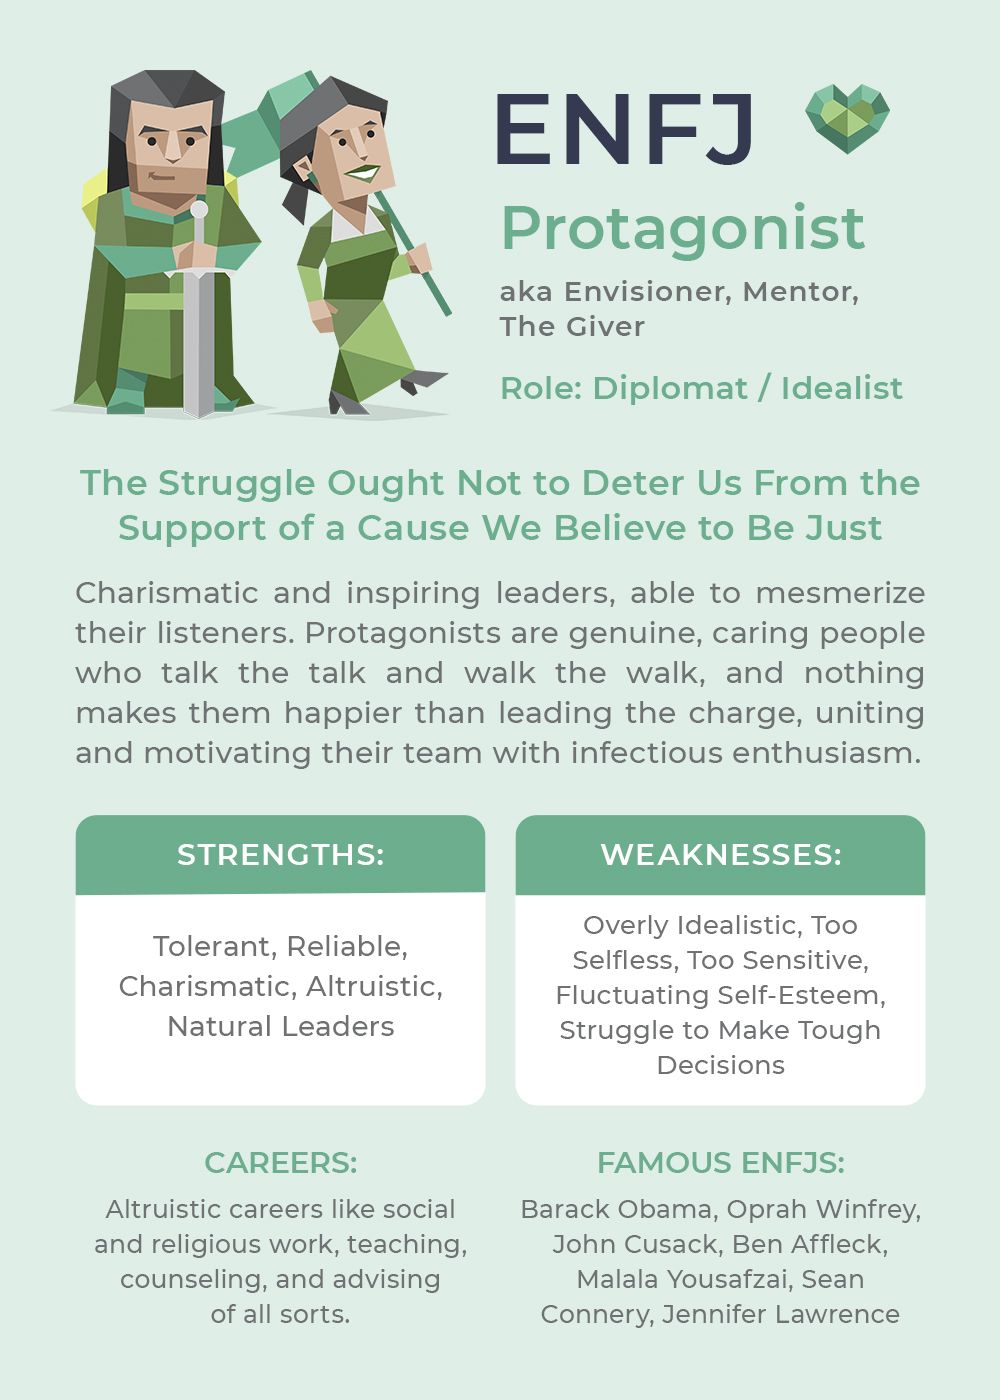 ENFJ
Protagonist
aka Envisioner, Mentor,
The Giver
Role: Diplomat / Idealist
The Struggle Ought Not to Deter Us From the
Support of a Cause We Believe to Be Just
Charismatic and inspiring leaders, able to mesmerize
their listeners. Protagonists are genuine, caring people
who talk the talk and walk the walk, and nothing
makes them happier than leading the charge, uniting
and motivating their team with infectious enthusiasm.
STRENGTHS:
Tolerant, Reliable,
Charismatic, Altruistic,
Natural Leaders
WEAKNESSES:
Overly Idealistic, Too
Selfless, Too Sensitive,
Fluctuating Self-Esteem,
Struggle to Make Tough
Decisions
CAREERS:
Altruistic careers like social
and religious work, teaching,
counseling, and advising
of all sorts.
FAMOUS ENFJS:
Barack Obama, Oprah Winfrey,
John Cusack, Ben Affleck,
Malala Yousafzai, Sean
Connery, Jennifer Lawrence